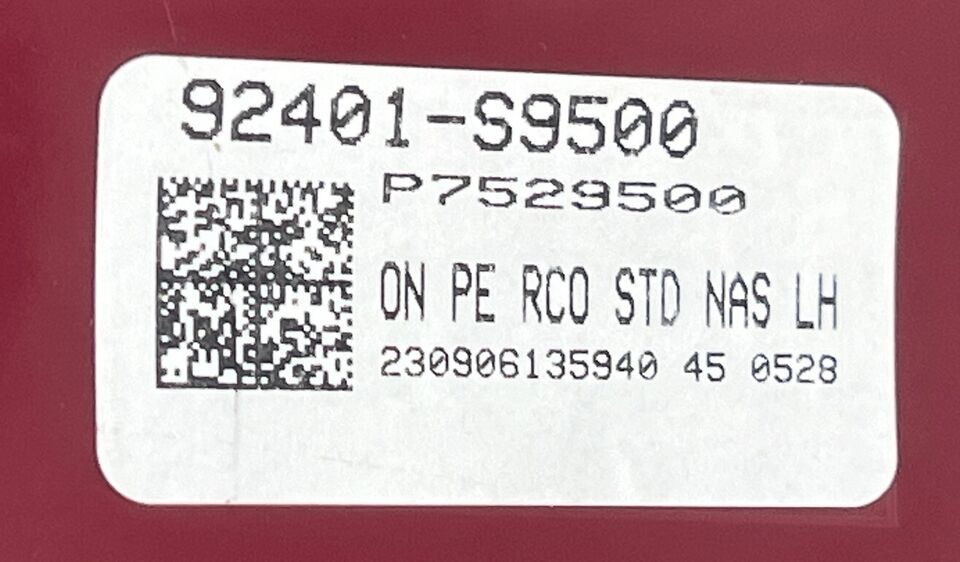 92401-S9500
P7529500
ON PE RCO STD NAS LH
230906135940 45 0528